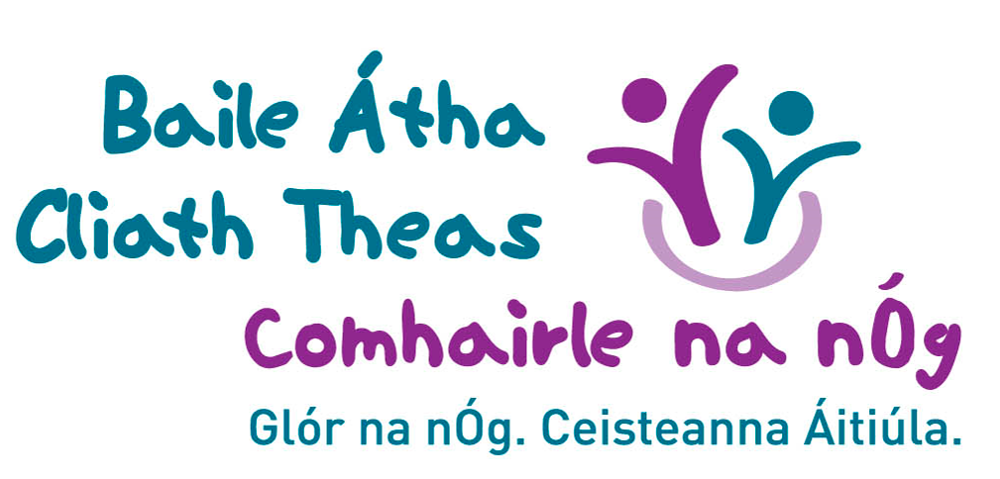 Baile Átha
Cliath Theas
Comhairle na nÓg
Glór na nÓg. Ceisteanna Áitiúla.